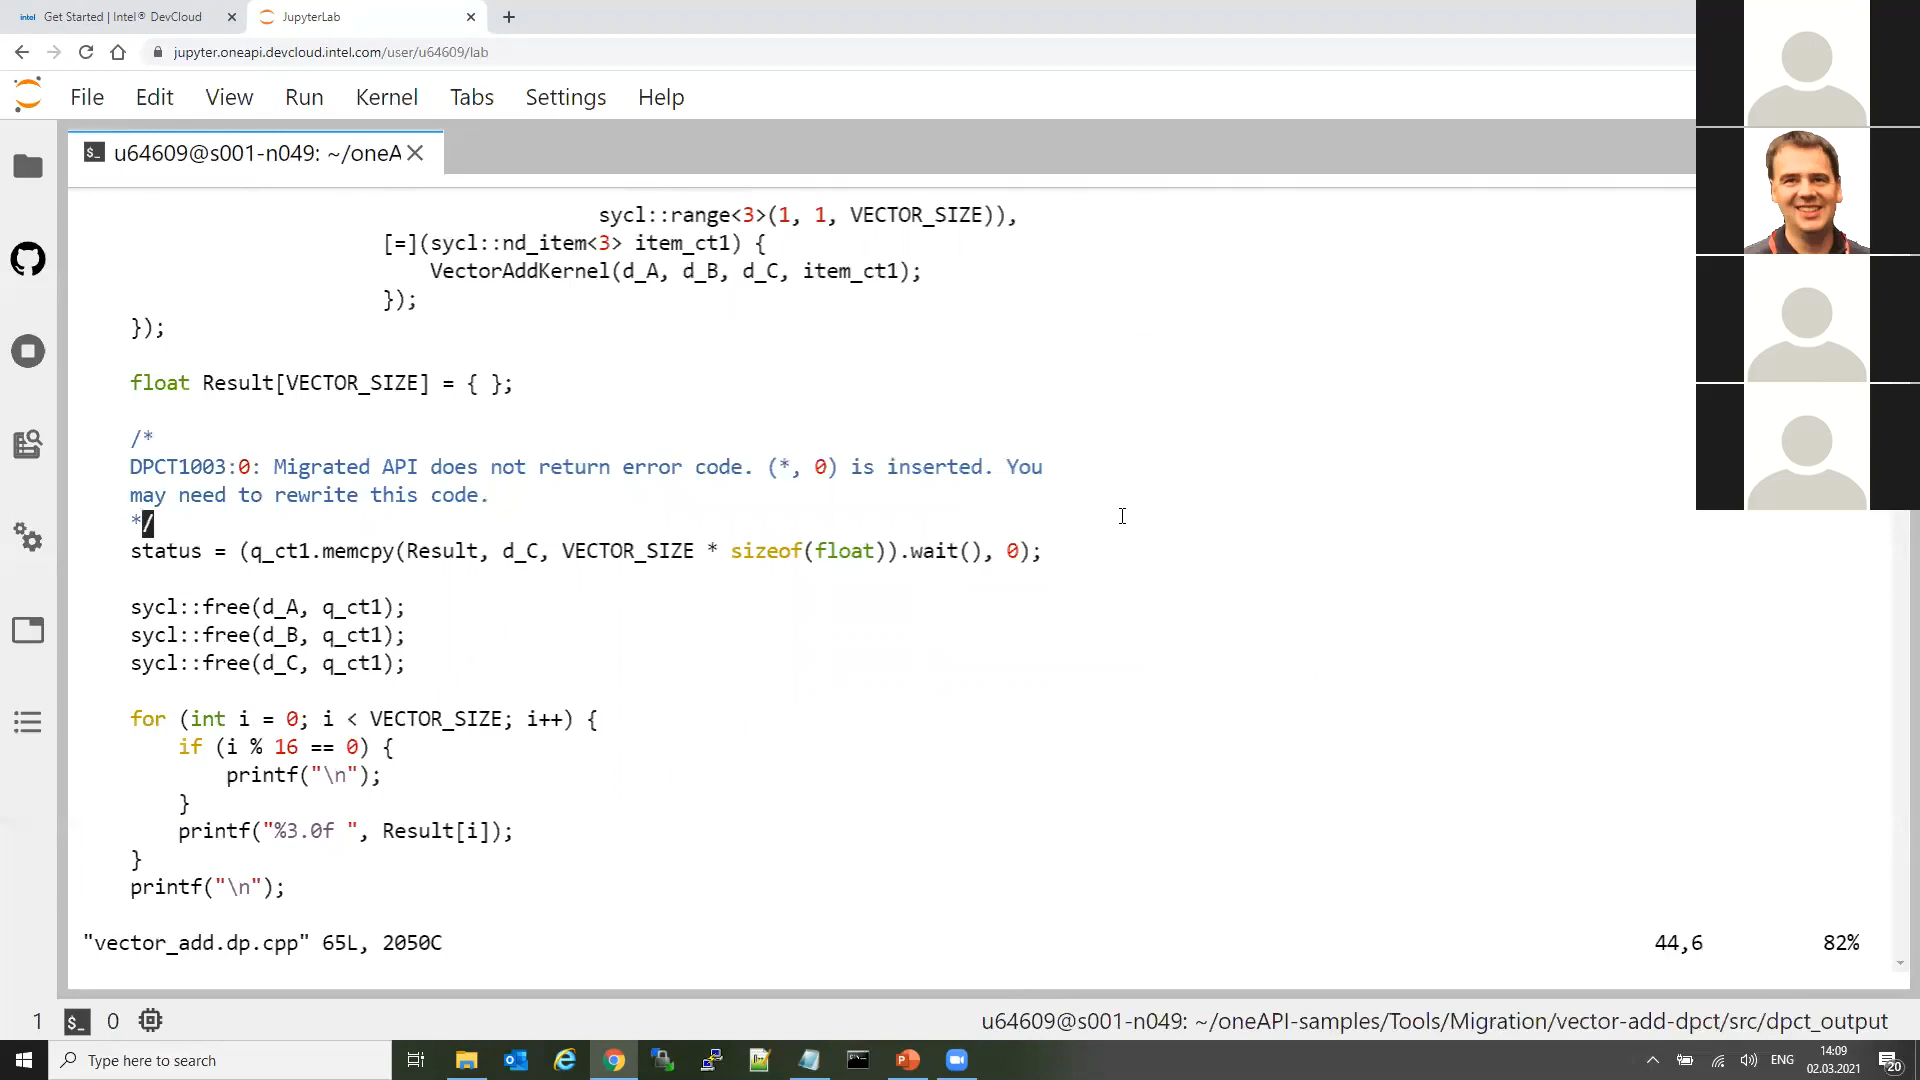 intel Get Started | Intel® DevCloud
JupyterLab
jupyter.oneapi.devcloud.intel.com/user/u64609/lab
File Edit View Run Kernel Tabs Settings Help
u64609@s001-n049: ~/oneA
sycl::range<3>(1, 1, VECTOR_SIZE)),
[=](sycl::nd_item<3> item_ct1) {
VectorAddKernel(d_A, d_B, d_C, item_ct1);
});
});
float Result[VECTOR_SIZE] = { };
/*
DPCT1003:0: Migrated API does not return error code. (*, 0) is inserted. You
may need to rewrite this code.
*/
status = (q_ct1.memcpy(Result, d_C, VECTOR_SIZE * sizeof(float)).wait(), 0);
sycl::free(d_A, q_ct1);
sycl::free(d_B, q_ct1);
sycl::free(d_C, q_ct1);
for (int i = 0; i < VECTOR_SIZE; i++) {
if (i % 16 == 0) {
printf("\n");
}
printf("%3.0f ", Result[i]);
}
printf("\n");
"vector_add.dp.cpp" 65L, 2050C 44,6 82%
1 $_ 0 u64609@s001-n049: ~/oneAPI-samples/Tools/Migration/vector-add-dpct/src/dpct_output
Type here to search
ENG
14:09
02.03.2021
20